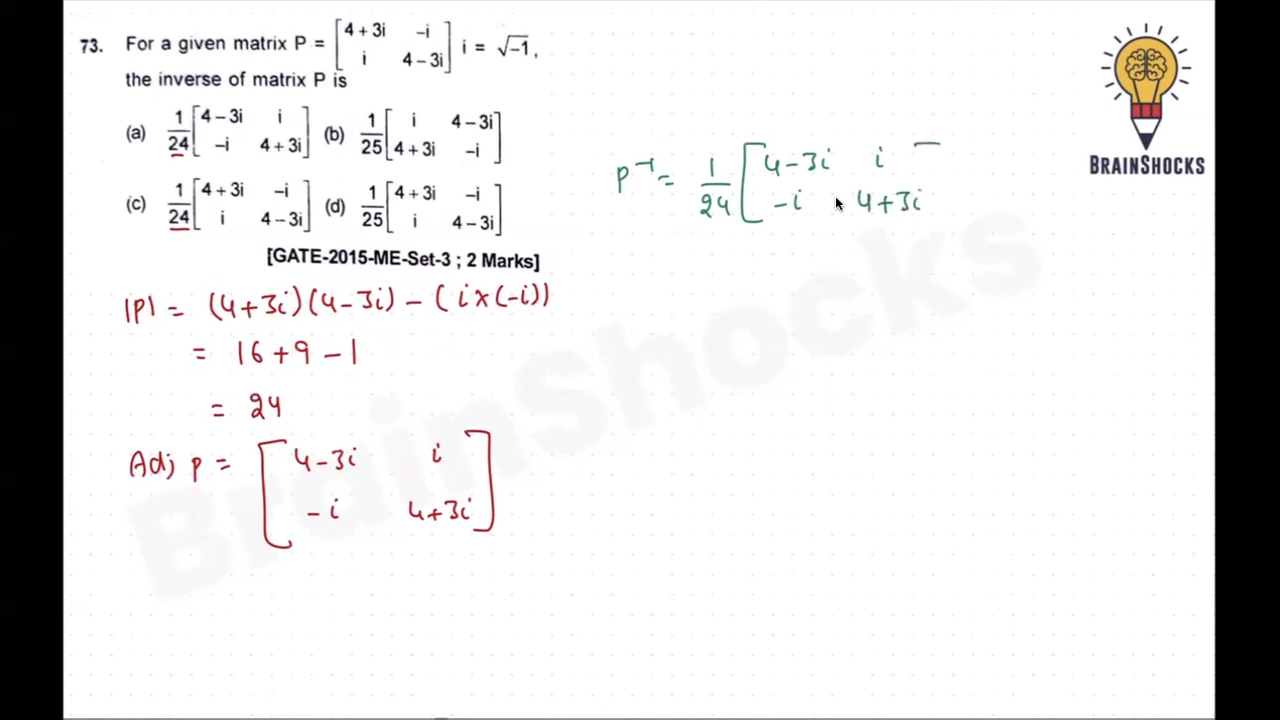 73. For a given matrix P = [4 + 3i -i; i 4 - 3i] i = √-1,
the inverse of matrix P is
(a) 1/24 [4 - 3i i; -i 4 + 3i] (b) 1/25 [i 4 - 3i; 4 + 3i -i]
(c) 1/24 [4 + 3i -i; i 4 - 3i] (d) 1/25 [4 + 3i -i; i 4 - 3i]
[GATE-2015-ME-Set-3 ; 2 Marks]
|P| = (4+3i)(4-3i) - (i×(-i))
= 16+9-1
= 24
Adj P = [4-3i i; -i 4+3i]
P⁻¹ = 1/24 [4-3i i; -i 4+3i
BRAINSHOCKS
BrainShocks